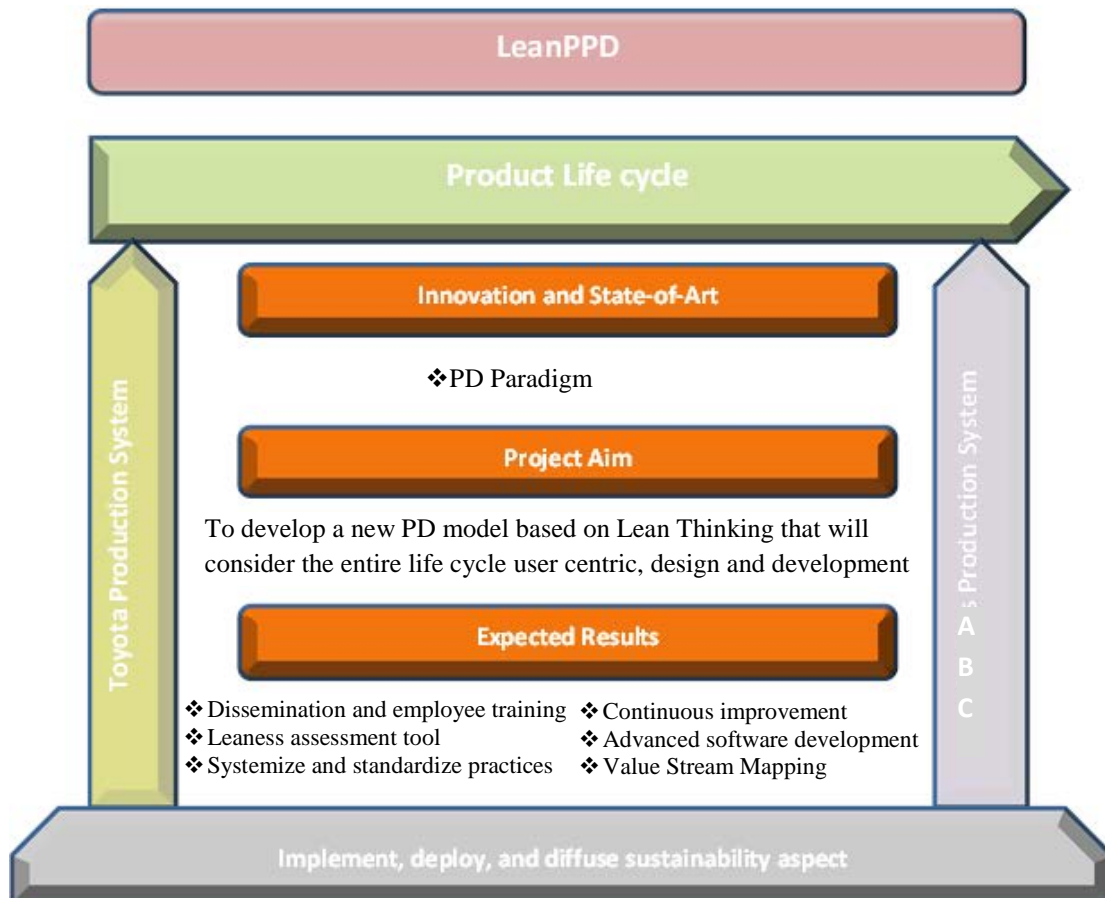 LeanPPD
Product Life cycle
Innovation and State-of-Art
❖PD Paradigm
Project Aim
To develop a new PD model based on Lean Thinking that will
consider the entire life cycle user centric, design and development
Expected Results
❖Dissemination and employee training
❖Leaness assessment tool
❖Systemize and standardize practices
❖Continuous improvement
❖Advanced software development
❖Value Stream Mapping
Toyota Production System
s Production System
A
B
C
Implement, deploy, and diffuse sustainability aspect